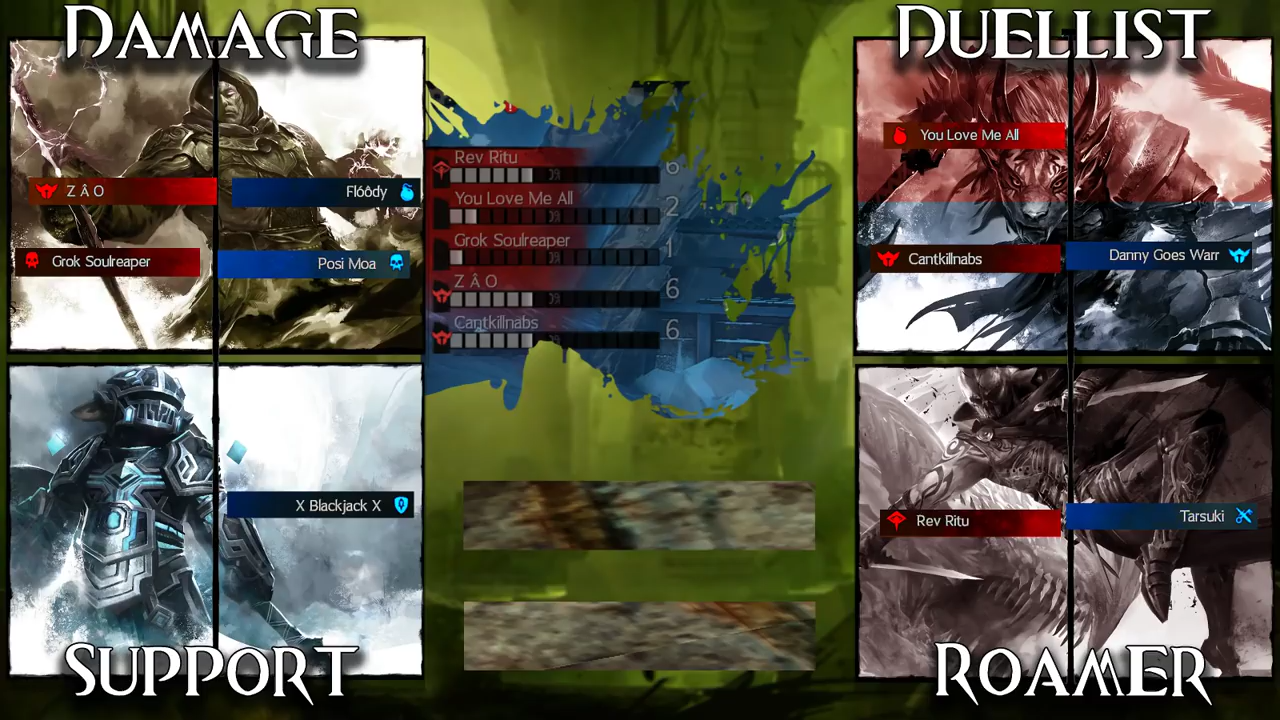 DAMAGE
Z Â O
Flóôdy
Grok Soulreaper
Posi Moa
SUPPORT
X Blackjack X
Rev Ritu
6
You Love Me All
2
Grok Soulreaper
1
Z Â O
6
Cantkillnabs
6
DUELLIST
You Love Me All
Cantkillnabs
Danny Goes Warr
Rev Ritu
Tarsuki
ROAMER